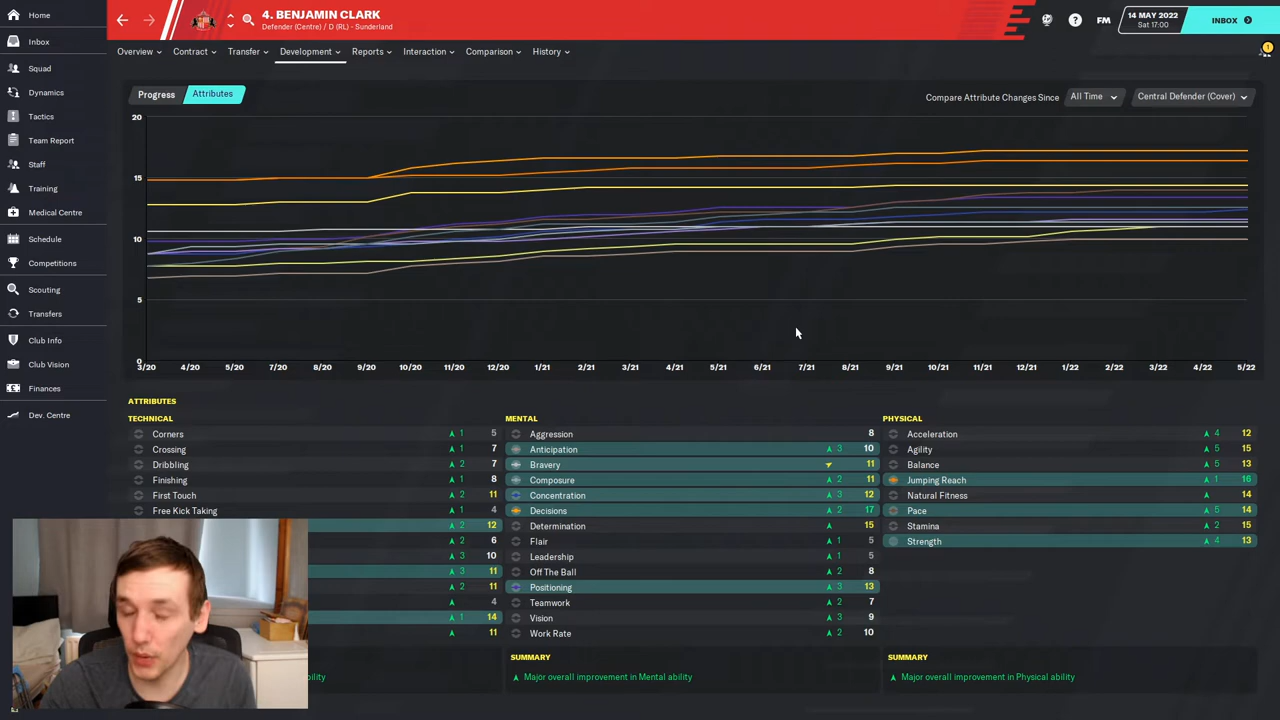 Home
Inbox
Squad
Dynamics
Tactics
Team Report
Staff
Training
Medical Centre
Schedule
Competitions
Scouting
Transfers
Club Info
Club Vision
Finances
Dev. Centre
4. BENJAMIN CLARK
Defender (Centre) / D (RL) - Sunderland
FM
14 MAY 2022
Sat 17:00
INBOX
1
Overview Contract Transfer Development Reports Interaction Comparison History
Progress Attributes
Compare Attribute Changes Since All Time Central Defender (Cover)
20
15
10
5
0
3/20 4/20 5/20 7/20 8/20 9/20 10/20 11/20 12/20 1/21 2/21 3/21 4/21 5/21 6/21 7/21 8/21 9/21 10/21 11/21 12/21 1/22 2/22 3/22 4/22 5/22
ATTRIBUTES
TECHNICAL
Corners 1 5
Crossing 1 7
Dribbling 2 7
Finishing 1 8
First Touch 2 11
Free Kick Taking 1 4
2 12
2 6
3 10
3 11
2 11
4
1 14
11
bility
MENTAL
Aggression 8
Anticipation 3 10
Bravery 11
Composure 2 11
Concentration 3 12
Decisions 2 17
Determination 15
Flair 1 5
Leadership 1 5
Off The Ball 2 8
Positioning 3 13
Teamwork 2 7
Vision 3 9
Work Rate 2 10
SUMMARY
Major overall improvement in Mental ability
PHYSICAL
Acceleration 4 12
Agility 5 15
Balance 5 13
Jumping Reach 1 16
Natural Fitness 14
Pace 5 14
Stamina 2 15
Strength 4 13
SUMMARY
Major overall improvement in Physical ability